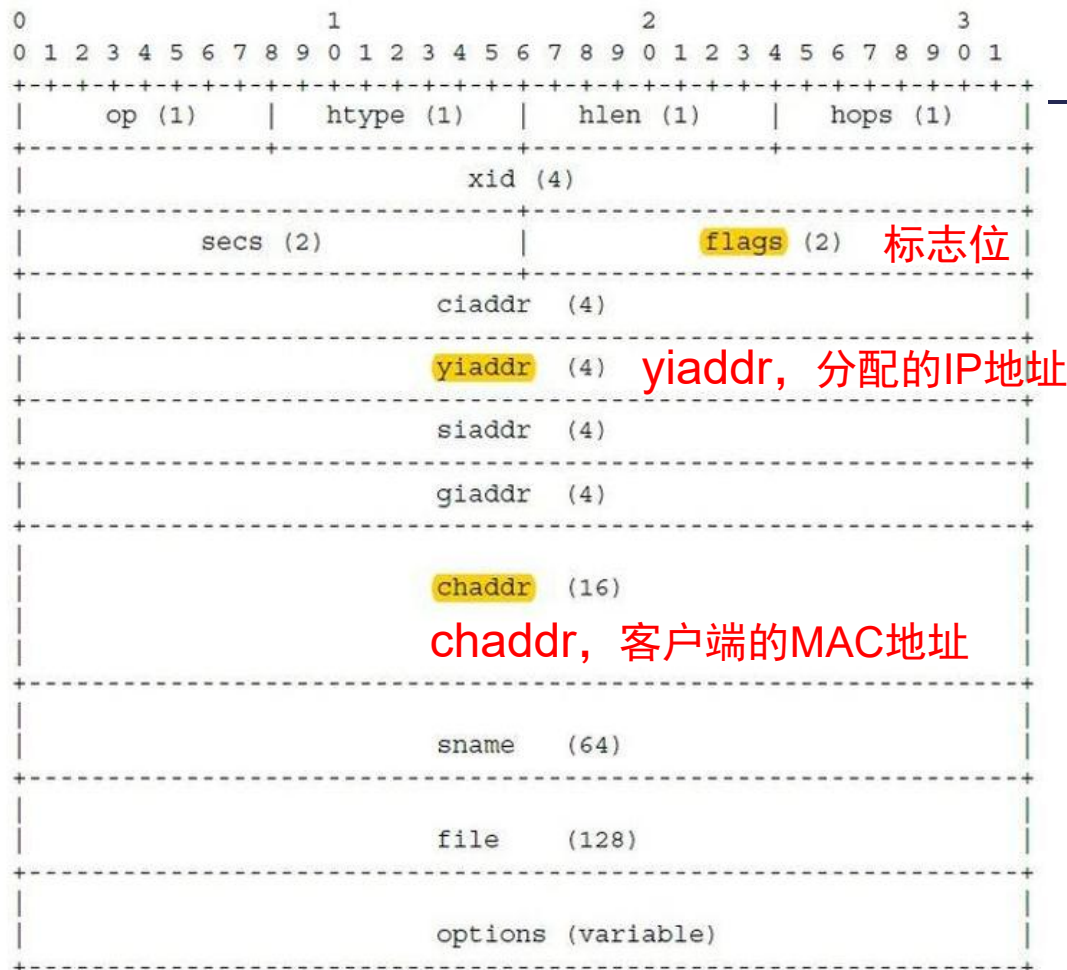 0 1 2 3
0 1 2 3 4 5 6 7 8 9 0 1 2 3 4 5 6 7 8 9 0 1 2 3 4 5 6 7 8 9 0 1
+-+-+-+-+-+-+-+-+-+-+-+-+-+-+-+-+-+-+-+-+-+-+-+-+-+-+-+-+-+-+-+-+
| op (1) | htype (1) | hlen (1) | hops (1) |
+---------------+---------------+---------------+---------------+
| xid (4) |
+-------------------------------+-------------------------------+
| secs (2) | flags (2) 标志位 |
+-------------------------------+-------------------------------+
| ciaddr (4) |
+---------------------------------------------------------------+
| yiaddr (4) yiaddr，分配的IP地址
+---------------------------------------------------------------+
| siaddr (4) |
+---------------------------------------------------------------+
| giaddr (4) |
+---------------------------------------------------------------+
| chaddr (16) |
chaddr，客户端的MAC地址
+---------------------------------------------------------------+
| sname (64) |
+---------------------------------------------------------------+
| file (128) |
+---------------------------------------------------------------+
| options (variable) |
+---------------------------------------------------------------+